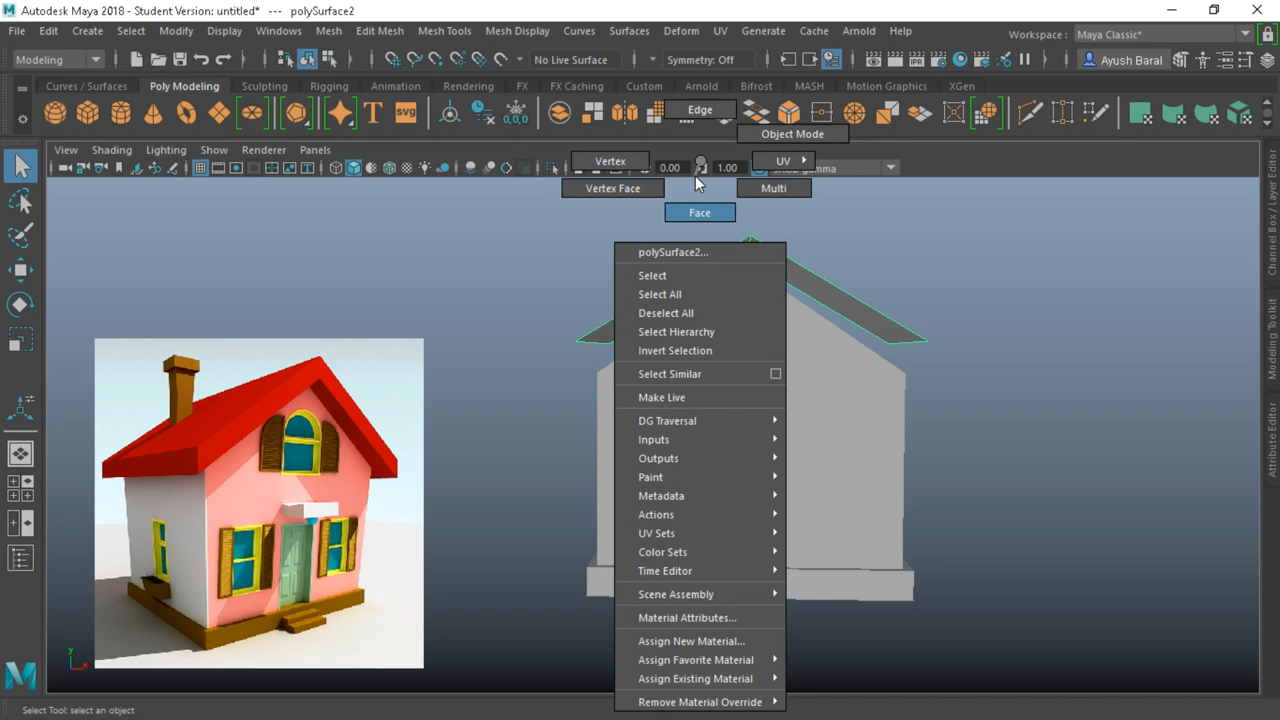 Autodesk Maya 2018 - Student Version: untitled* --- polySurface2
File Edit Create Select Modify Display Windows Mesh Edit Mesh Mesh Tools Mesh Display Curves Surfaces Deform UV Generate Cache Arnold Help
Workspace : Maya Classic*
Modeling
No Live Surface
Symmetry: Off
Ayush Baral
Curves / Surfaces Poly Modeling Sculpting Rigging Animation Rendering FX FX Caching Custom Arnold Bifrost MASH Motion Graphics XGen
T
svg
0,0,0
IPR
Edge
Object Mode
View Shading Lighting Show Renderer Panels
Vertex
0.00
1.00
UV
gamma
Vertex Face
Multi
Face
polySurface2...
Select
Select All
Deselect All
Select Hierarchy
Invert Selection
Select Similar
Make Live
DG Traversal
Inputs
Outputs
Paint
Metadata
Actions
UV Sets
Color Sets
Time Editor
Scene Assembly
Material Attributes...
Assign New Material...
Assign Favorite Material
Assign Existing Material
Remove Material Override
Channel Box / Layer Editor
Modeling Toolkit
Attribute Editor
y
x
Select Tool: select an object